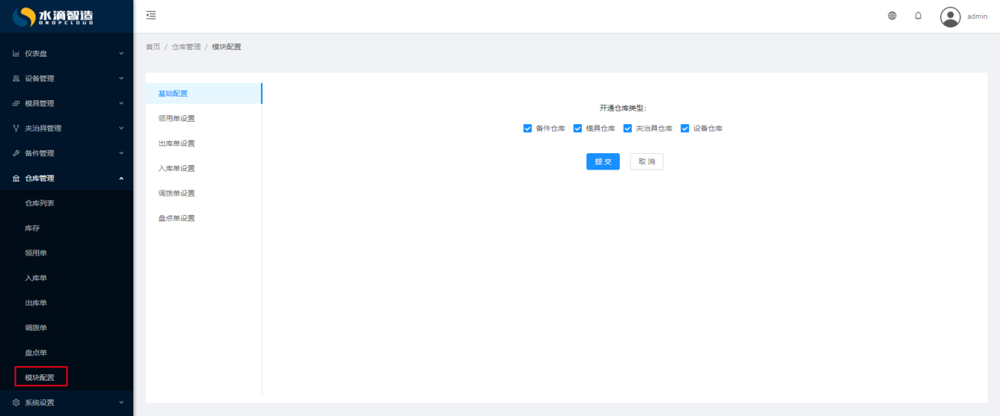 水滴智造
DROPCLOUD
admin
首页 / 仓库管理 / 模块配置
仪表盘
设备管理
模具管理
夹治具管理
备件管理
仓库管理
仓库列表
库存
领用单
入库单
出库单
调拨单
盘点单
模块配置
系统设置
基础配置
领用单设置
出库单设置
入库单设置
调拨单设置
盘点单设置
开通仓库类型:
备件仓库 模具仓库 夹治具仓库 设备仓库
提 交 取 消